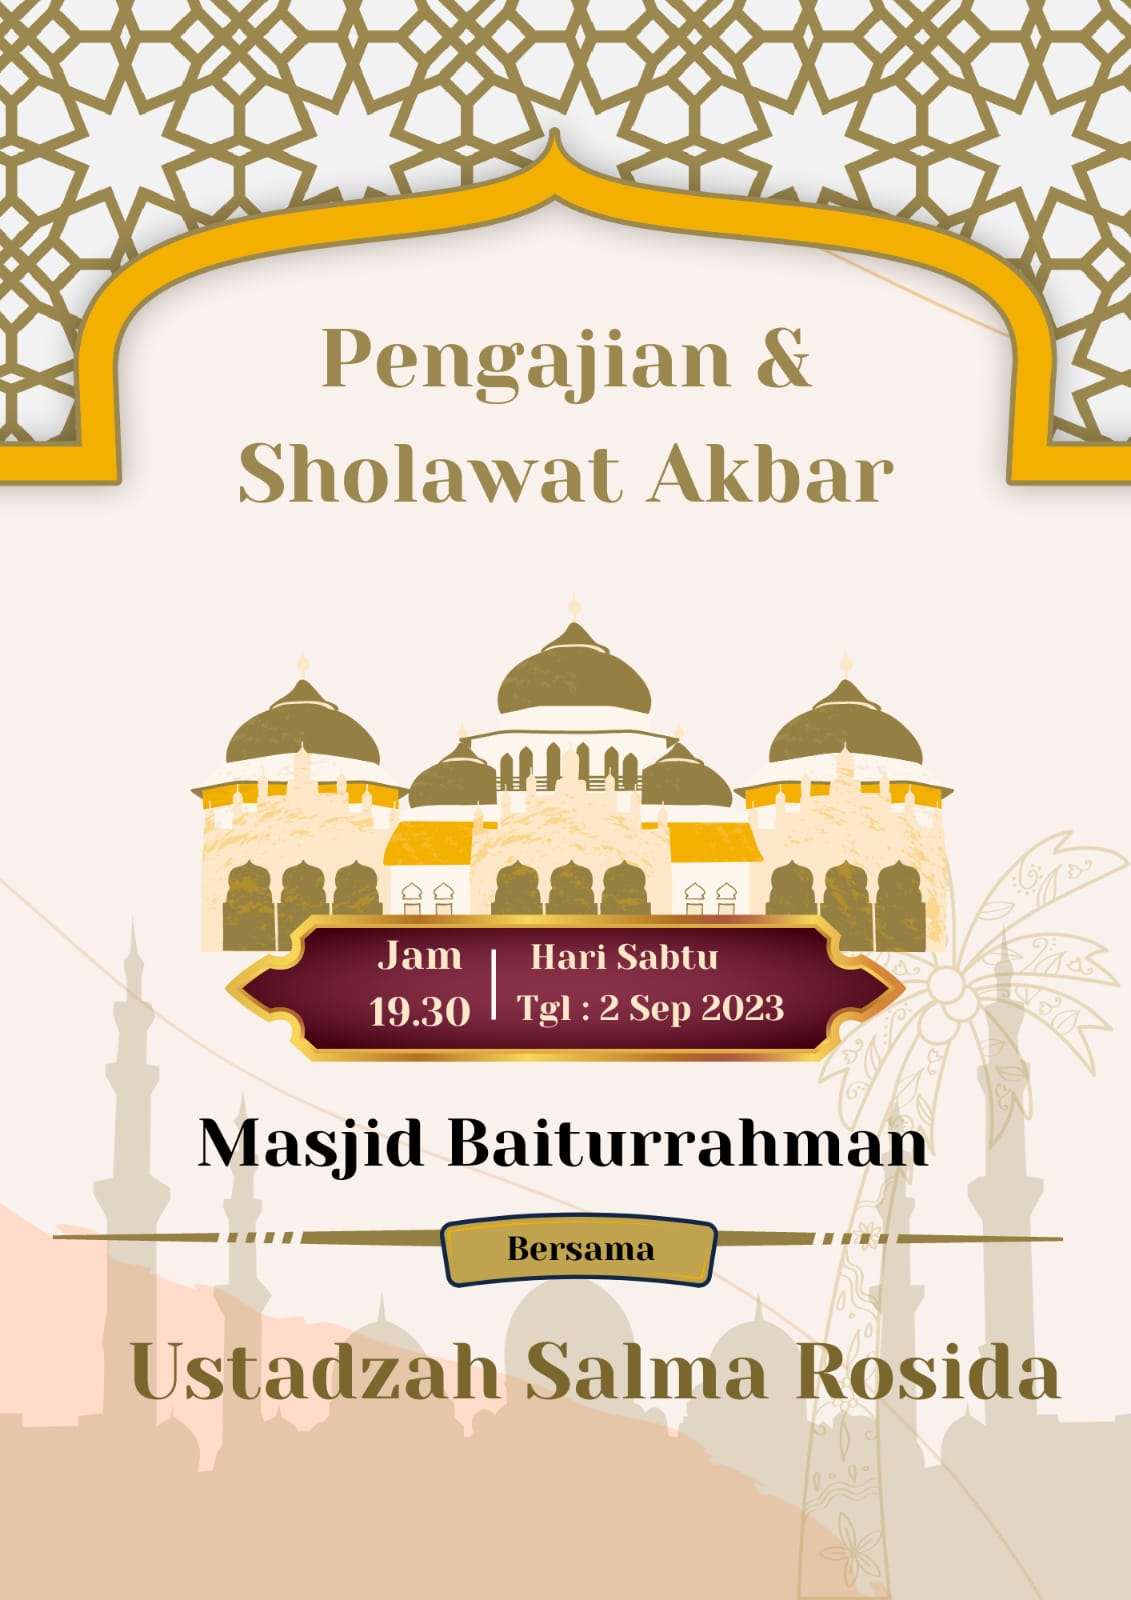 Pengajian &
Sholawat Akbar
Jam
19.30
Hari Sabtu
Tgl : 2 Sep 2023
Masjid Baiturrahman
Bersama
Ustadzah Salma Rosida